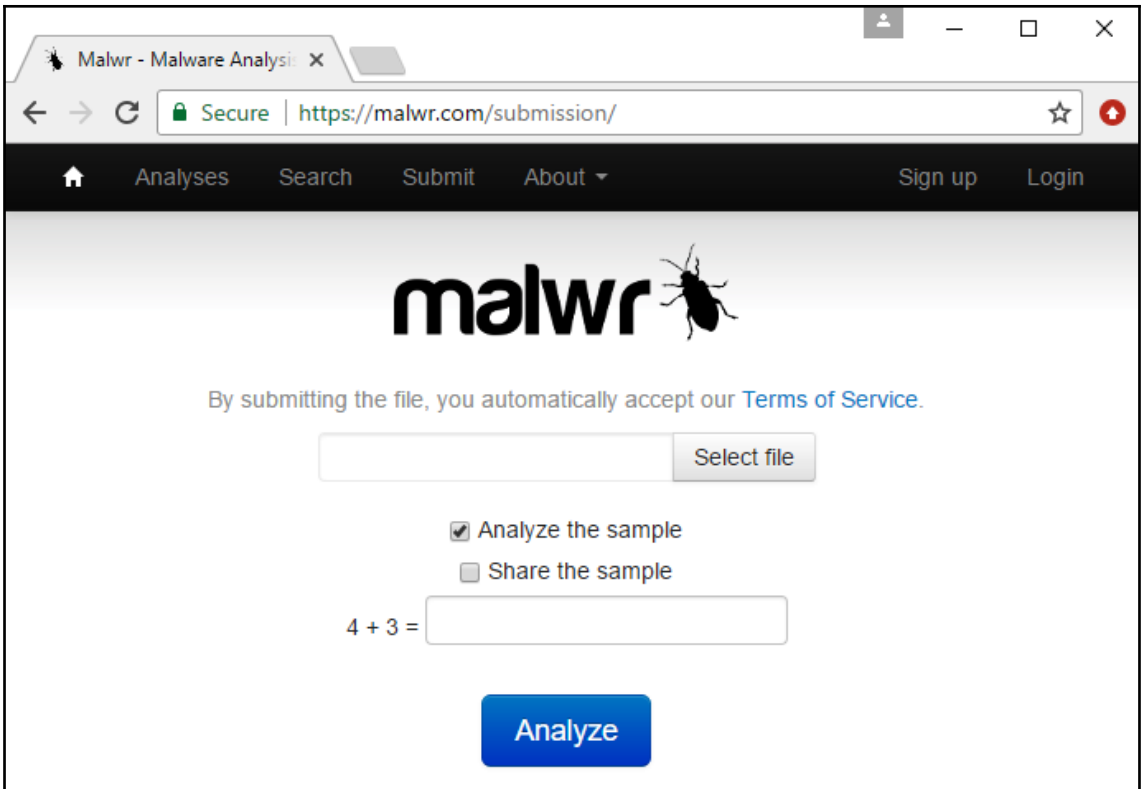 Malwr - Malware Analysi
Secure | https://malwr.com/submission/
Analyses Search Submit About Sign up Login
malwr
By submitting the file, you automatically accept our Terms of Service.
Select file
Analyze the sample
Share the sample
4 + 3 =
Analyze